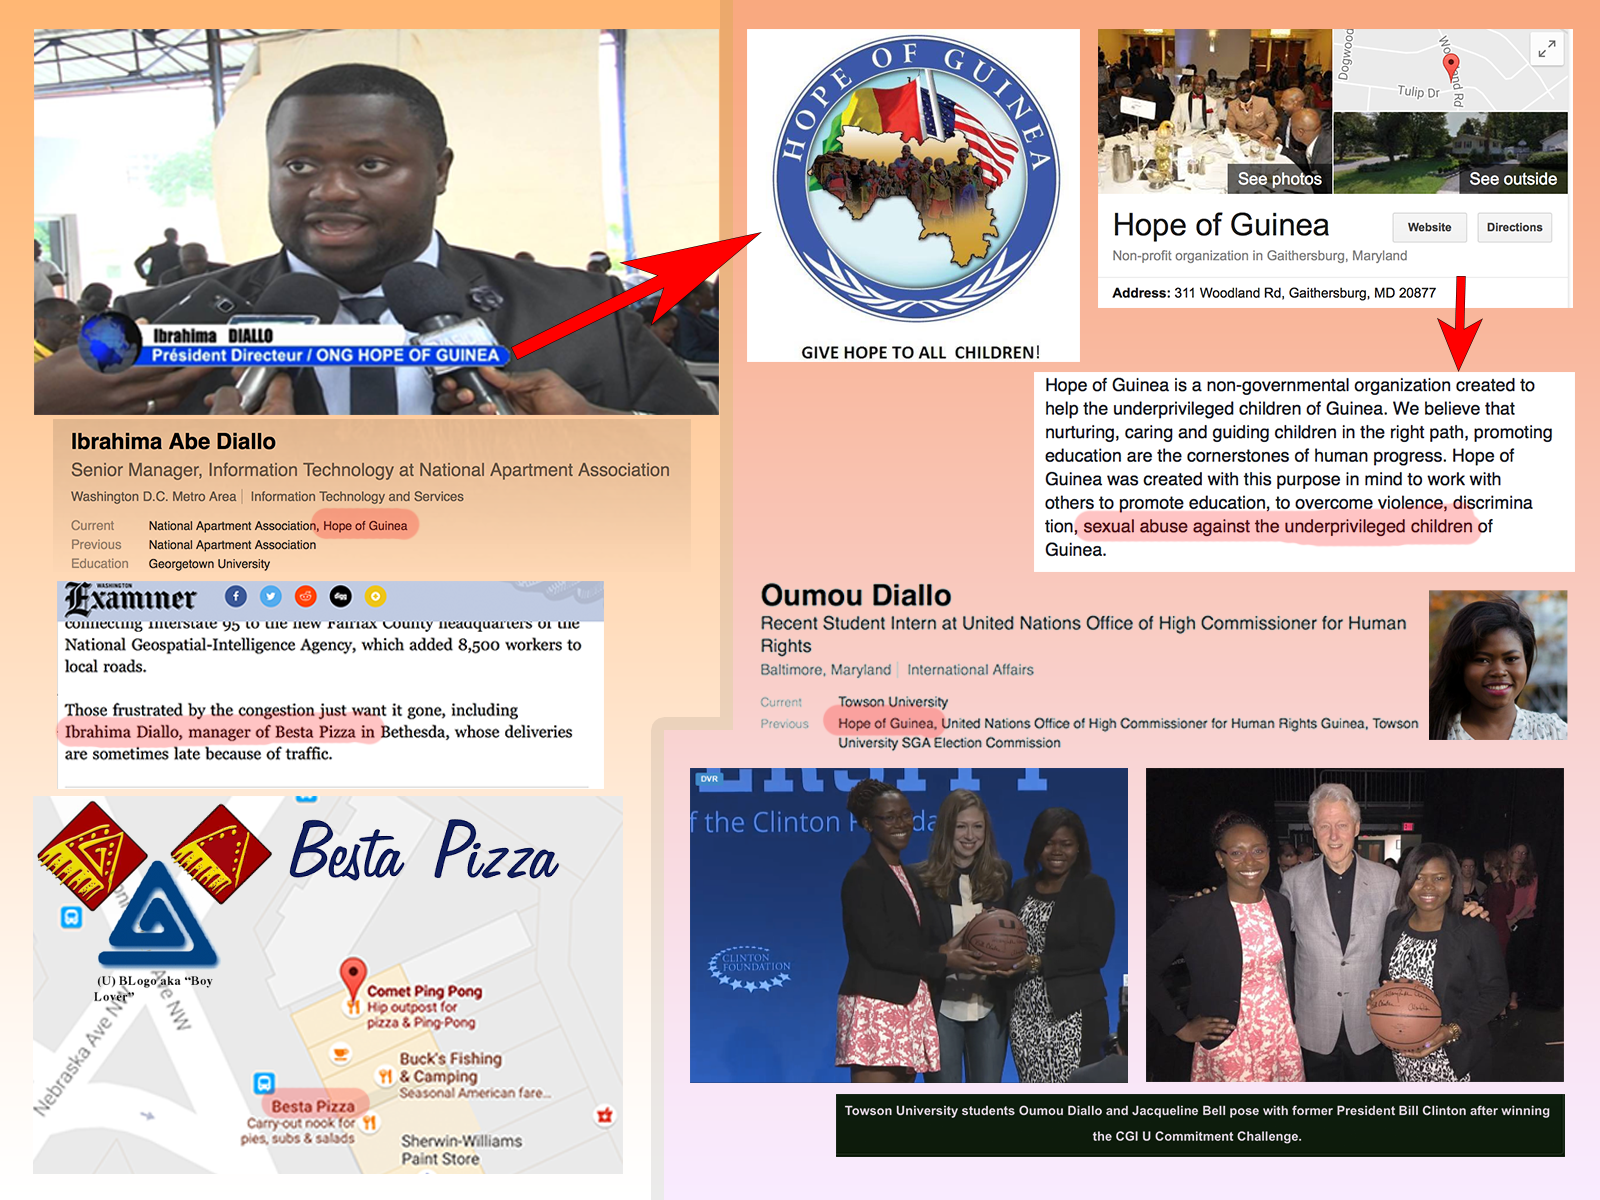 Ibrahima DIALLO
Président Directeur / ONG HOPE OF GUINEA
Ibrahima Abe Diallo
Senior Manager, Information Technology at National Apartment Association
Washington D.C. Metro Area | Information Technology and Services
Current National Apartment Association, Hope of Guinea
Previous National Apartment Association
Education Georgetown University
WASHINGTON
Examiner
digg
connecting Interstate 95 to the new Fairfax County headquarters of the
National Geospatial-Intelligence Agency, which added 8,500 workers to
local roads.
Those frustrated by the congestion just want it gone, including
Ibrahima Diallo, manager of Besta Pizza in Bethesda, whose deliveries
are sometimes late because of traffic.
Besta Pizza
(U) BLogo aka “Boy
Lover”
Nebraska Ave NW
Ave NW
Comet Ping Pong
Hip outpost for
pizza & Ping-Pong
Buck's Fishing
& Camping
Seasonal American fare...
Besta Pizza
Carry-out nook for
pies, subs & salads
Sherwin-Williams
Paint Store
HOPE OF GUINEA
GIVE HOPE TO ALL CHILDREN!
Dogwood
Woodland Rd
Tulip Dr
See photos
See outside
Hope of Guinea
Website
Directions
Non-profit organization in Gaithersburg, Maryland
Address: 311 Woodland Rd, Gaithersburg, MD 20877
Hope of Guinea is a non-governmental organization created to
help the underprivileged children of Guinea. We believe that
nurturing, caring and guiding children in the right path, promoting
education are the cornerstones of human progress. Hope of
Guinea was created with this purpose in mind to work with
others to promote education, to overcome violence, discrimina
tion, sexual abuse against the underprivileged children of
Guinea.
Oumou Diallo
Recent Student Intern at United Nations Office of High Commissioner for Human
Rights
Baltimore, Maryland | International Affairs
Current Towson University
Previous Hope of Guinea, United Nations Office of High Commissioner for Human Rights Guinea, Towson
University SGA Election Commission
DVR
of the Clinton Foundation
CLINTON
FOUNDATION
Towson University students Oumou Diallo and Jacqueline Bell pose with former President Bill Clinton after winning
the CGI U Commitment Challenge.